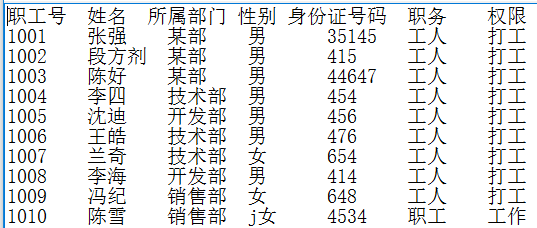 职工号 姓名 所属部门 性别 身份证号码 职务 权限
1001 张强 某部 男 35145 工人 打工
1002 段方剂 某部 男 415 工人 打工
1003 陈好 某部 男 44647 工人 打工
1004 李四 技术部 男 454 工人 打工
1005 沈迪 开发部 男 456 工人 打工
1006 王皓 技术部 男 476 工人 打工
1007 兰奇 技术部 女 654 工人 打工
1008 李海 开发部 男 414 工人 打工
1009 冯纪 销售部 女 648 工人 打工
1010 陈雪 销售部 j女 4534 职工 工作